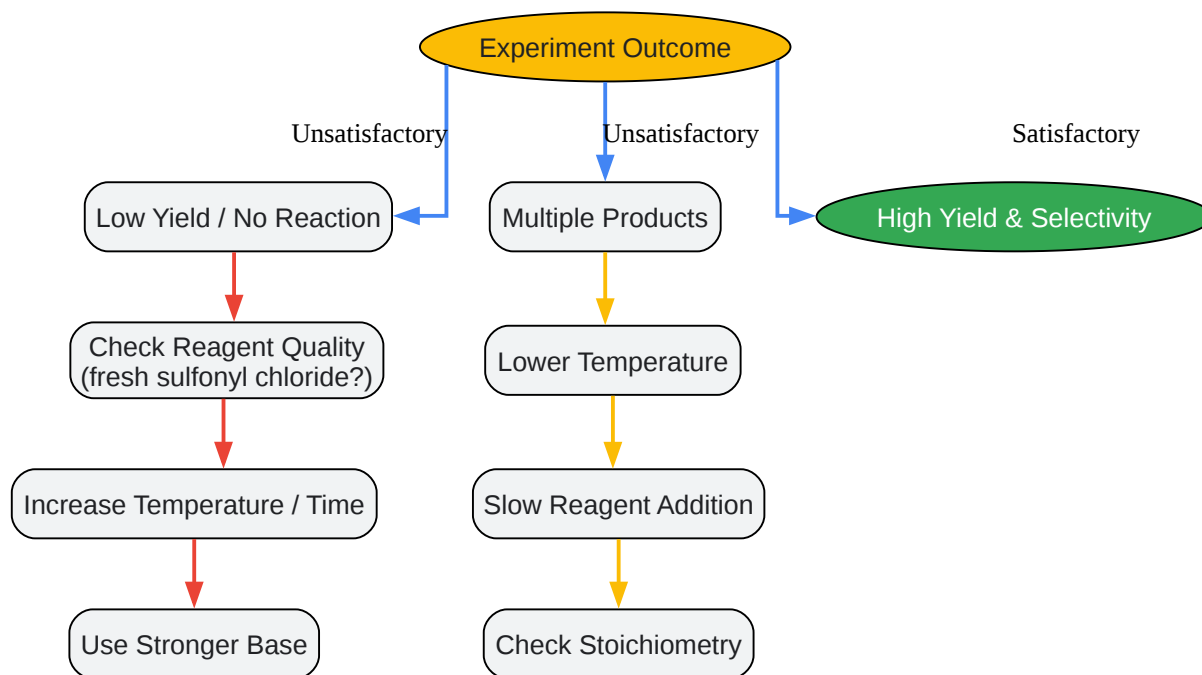 Experiment Outcome
Unsatisfactory
Unsatisfactory
Satisfactory
Low Yield / No Reaction
Multiple Products
High Yield & Selectivity
Check Reagent Quality
(fresh sulfonyl chloride?)
Lower Temperature
Increase Temperature / Time
Slow Reagent Addition
Use Stronger Base
Check Stoichiometry